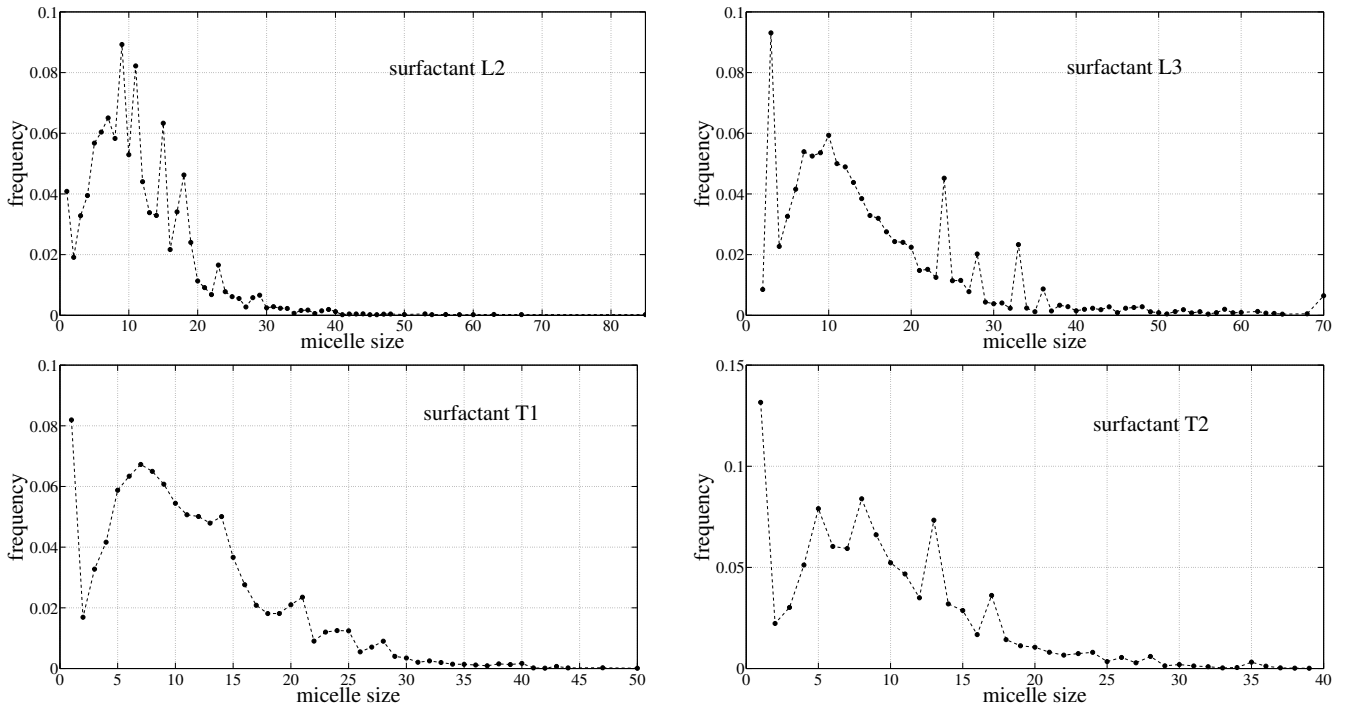 0.1
0.08
0.06
0.04
0.02
0
frequency
surfactant L2
0 10 20 30 40 50 60 70 80
micelle size
0.1
0.08
0.06
0.04
0.02
0
frequency
surfactant L3
0 10 20 30 40 50 60 70
micelle size
0.1
0.08
0.06
0.04
0.02
0
frequency
surfactant T1
0 5 10 15 20 25 30 35 40 45 50
micelle size
0.15
0.1
0.05
0
frequency
surfactant T2
0 5 10 15 20 25 30 35 40
micelle size